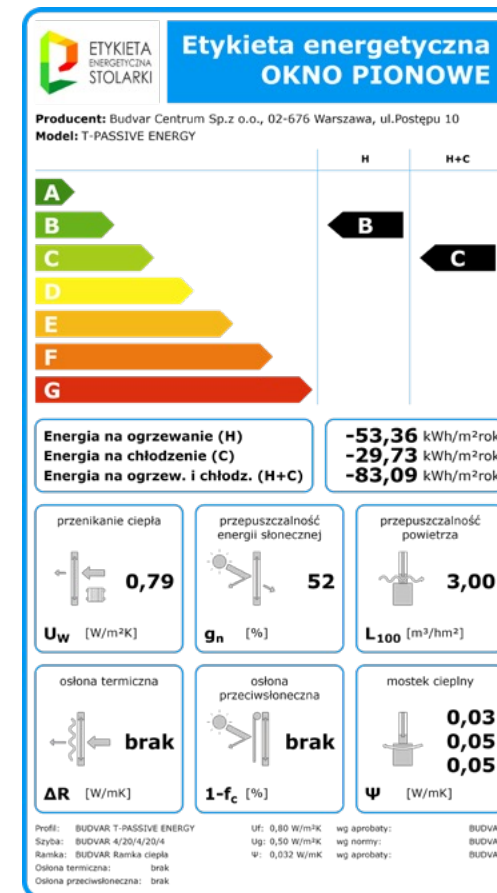 ETYKIETA
ENERGETYCZNA
STOLARKI
Etykieta energetyczna
OKNO PIONOWE
Producent: Budvar Centrum Sp.z o.o., 02-676 Warszawa, ul.Postępu 10
Model: T-PASSIVE ENERGY
H H+C
A
B B
C C
D
E
F
G
Energia na ogrzewanie (H) -53,36 kWh/m²rok
Energia na chłodzenie (C) -29,73 kWh/m²rok
Energia na ogrzew. i chłodz. (H+C) -83,09 kWh/m²rok
przenikanie ciepła
0,79
Uw [W/m²K]
przepuszczalność
energii słonecznej
52
gn [%]
przepuszczalność
powietrza
3,00
L100 [m³/hm²]
osłona termiczna
brak
ΔR [W/mK]
osłona
przeciwsłoneczna
brak
1-fc [%]
mostek cieplny
0,03
0,05
0,05
Ψ [W/mK]
Profil: BUDVAR T-PASSIVE ENERGY Uf: 0,80 W/m²K wg aprobaty: BUDVA
Szyba: BUDVAR 4/20/4/20/4 Ug: 0,50 W/m²K wg normy: BUDVA
Ramka: BUDVAR Ramka ciepła Ψ: 0,032 W/mK wg aprobaty: BUDVA
Osłona termiczna: brak
Osłona przeciwsłoneczna: brak